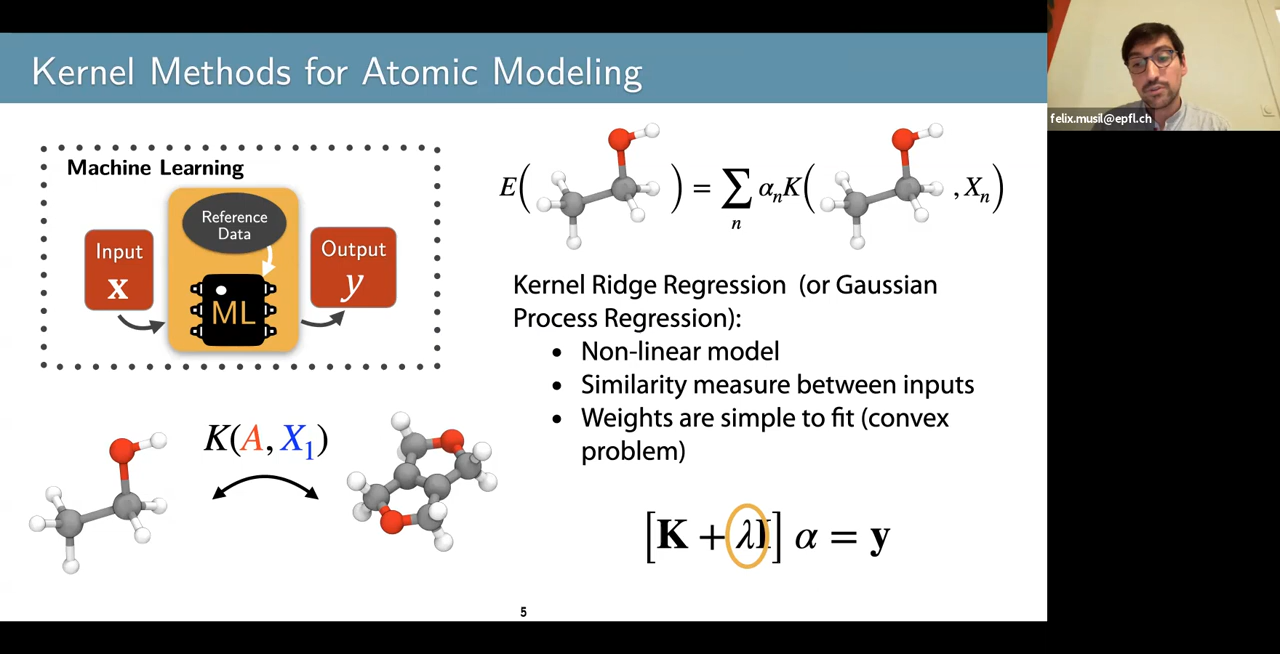 Kernel Methods for Atomic Modeling
felix.musil@epfl.ch
Machine Learning
Reference
Data
Input
x
ML
Output
y
K(A, X₁)
E( ) = ∑ αₙK( , Xₙ)
n
Kernel Ridge Regression (or Gaussian
Process Regression):
• Non-linear model
• Similarity measure between inputs
• Weights are simple to fit (convex
problem)
[K + λI] α = y
5